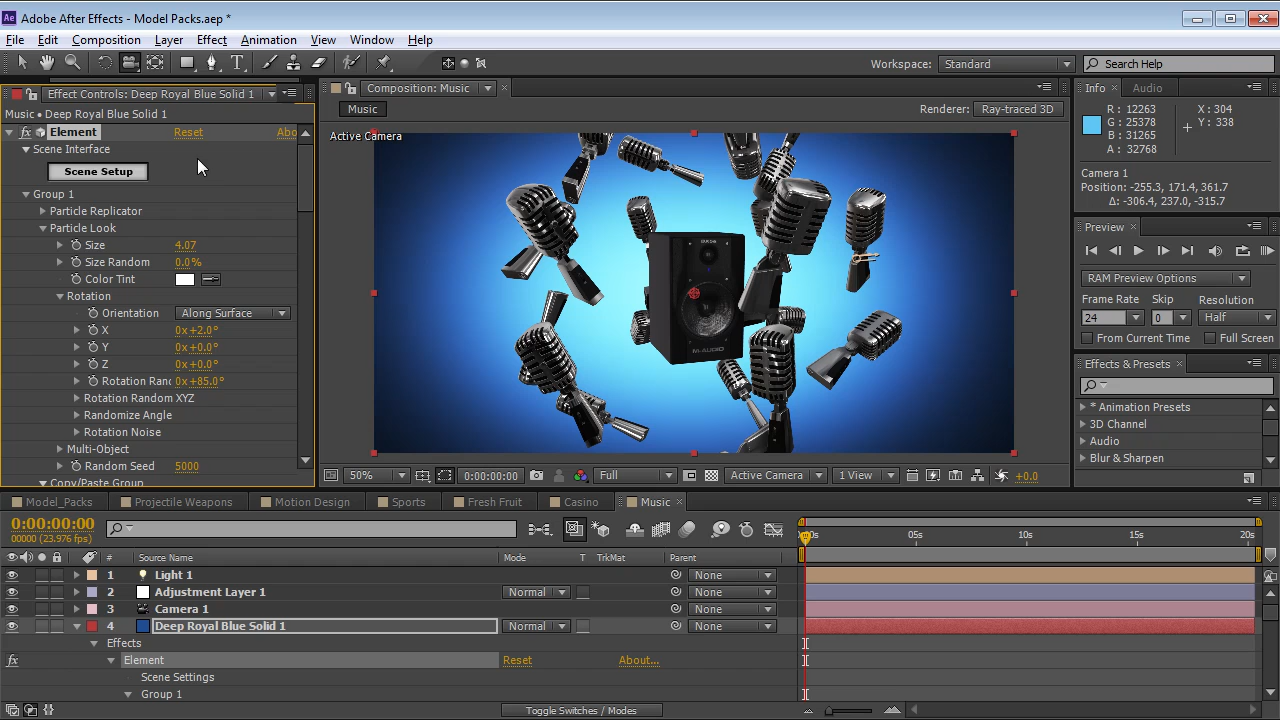 Ae Adobe After Effects - Model Packs.aep *
File Edit Composition Layer Effect Animation View Window Help
Workspace: Standard Search Help
Effect Controls: Deep Royal Blue Solid 1
Music • Deep Royal Blue Solid 1
fx Element Reset Abo
Scene Interface
Scene Setup
Group 1
Particle Replicator
Particle Look
Size 4.07
Size Random 0.0%
Color Tint
Rotation
Orientation Along Surface
X 0x+2.0°
Y 0x+0.0°
Z 0x+0.0°
Rotation Ranc 0x+85.0°
Rotation Random XYZ
Randomize Angle
Rotation Noise
Multi-Object
Random Seed 5000
Copy/Paste Group
Composition: Music
Music
Renderer: Ray-traced 3D
Active Camera
M-AUDIO
50% 0:00:00:00 Full Active Camera 1 View +0.0
Info Audio
R : 12263
G : 25378
B : 31265
A : 32768
X : 304
Y : 338
Camera 1
Position: -255.3, 171.4, 361.7
Δ: -306.4, 237.0, -315.7
Preview
RAM Preview Options
Frame Rate Skip Resolution
24 0 Half
From Current Time Full Screen
Effects & Presets
* Animation Presets
3D Channel
Audio
Blur & Sharpen
Model_Packs Projectile Weapons Motion Design Sports Fresh Fruit Casino Music
0:00:00:00
00000 (23.976 fps)
# Source Name Mode T TrkMat Parent
00s 05s 10s 15s 20s
1 Light 1 None
2 Adjustment Layer 1 Normal None
3 Camera 1 None
4 Deep Royal Blue Solid 1 Normal None
Effects
fx Element Reset About...
Scene Settings
Group 1
Toggle Switches / Modes